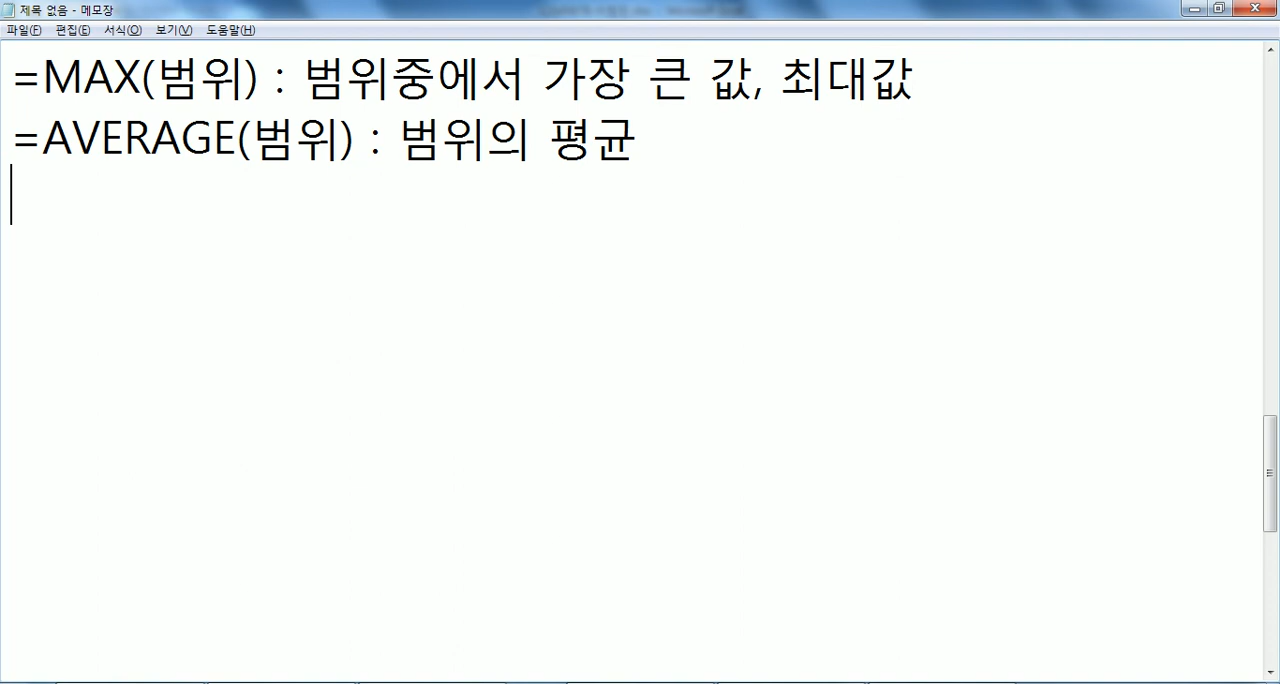 제목 없음 - 메모장
파일(F) 편집(E) 서식(O) 보기(V) 도움말(H)
=MAX(범위) : 범위중에서 가장 큰 값, 최대값
=AVERAGE(범위) : 범위의 평균